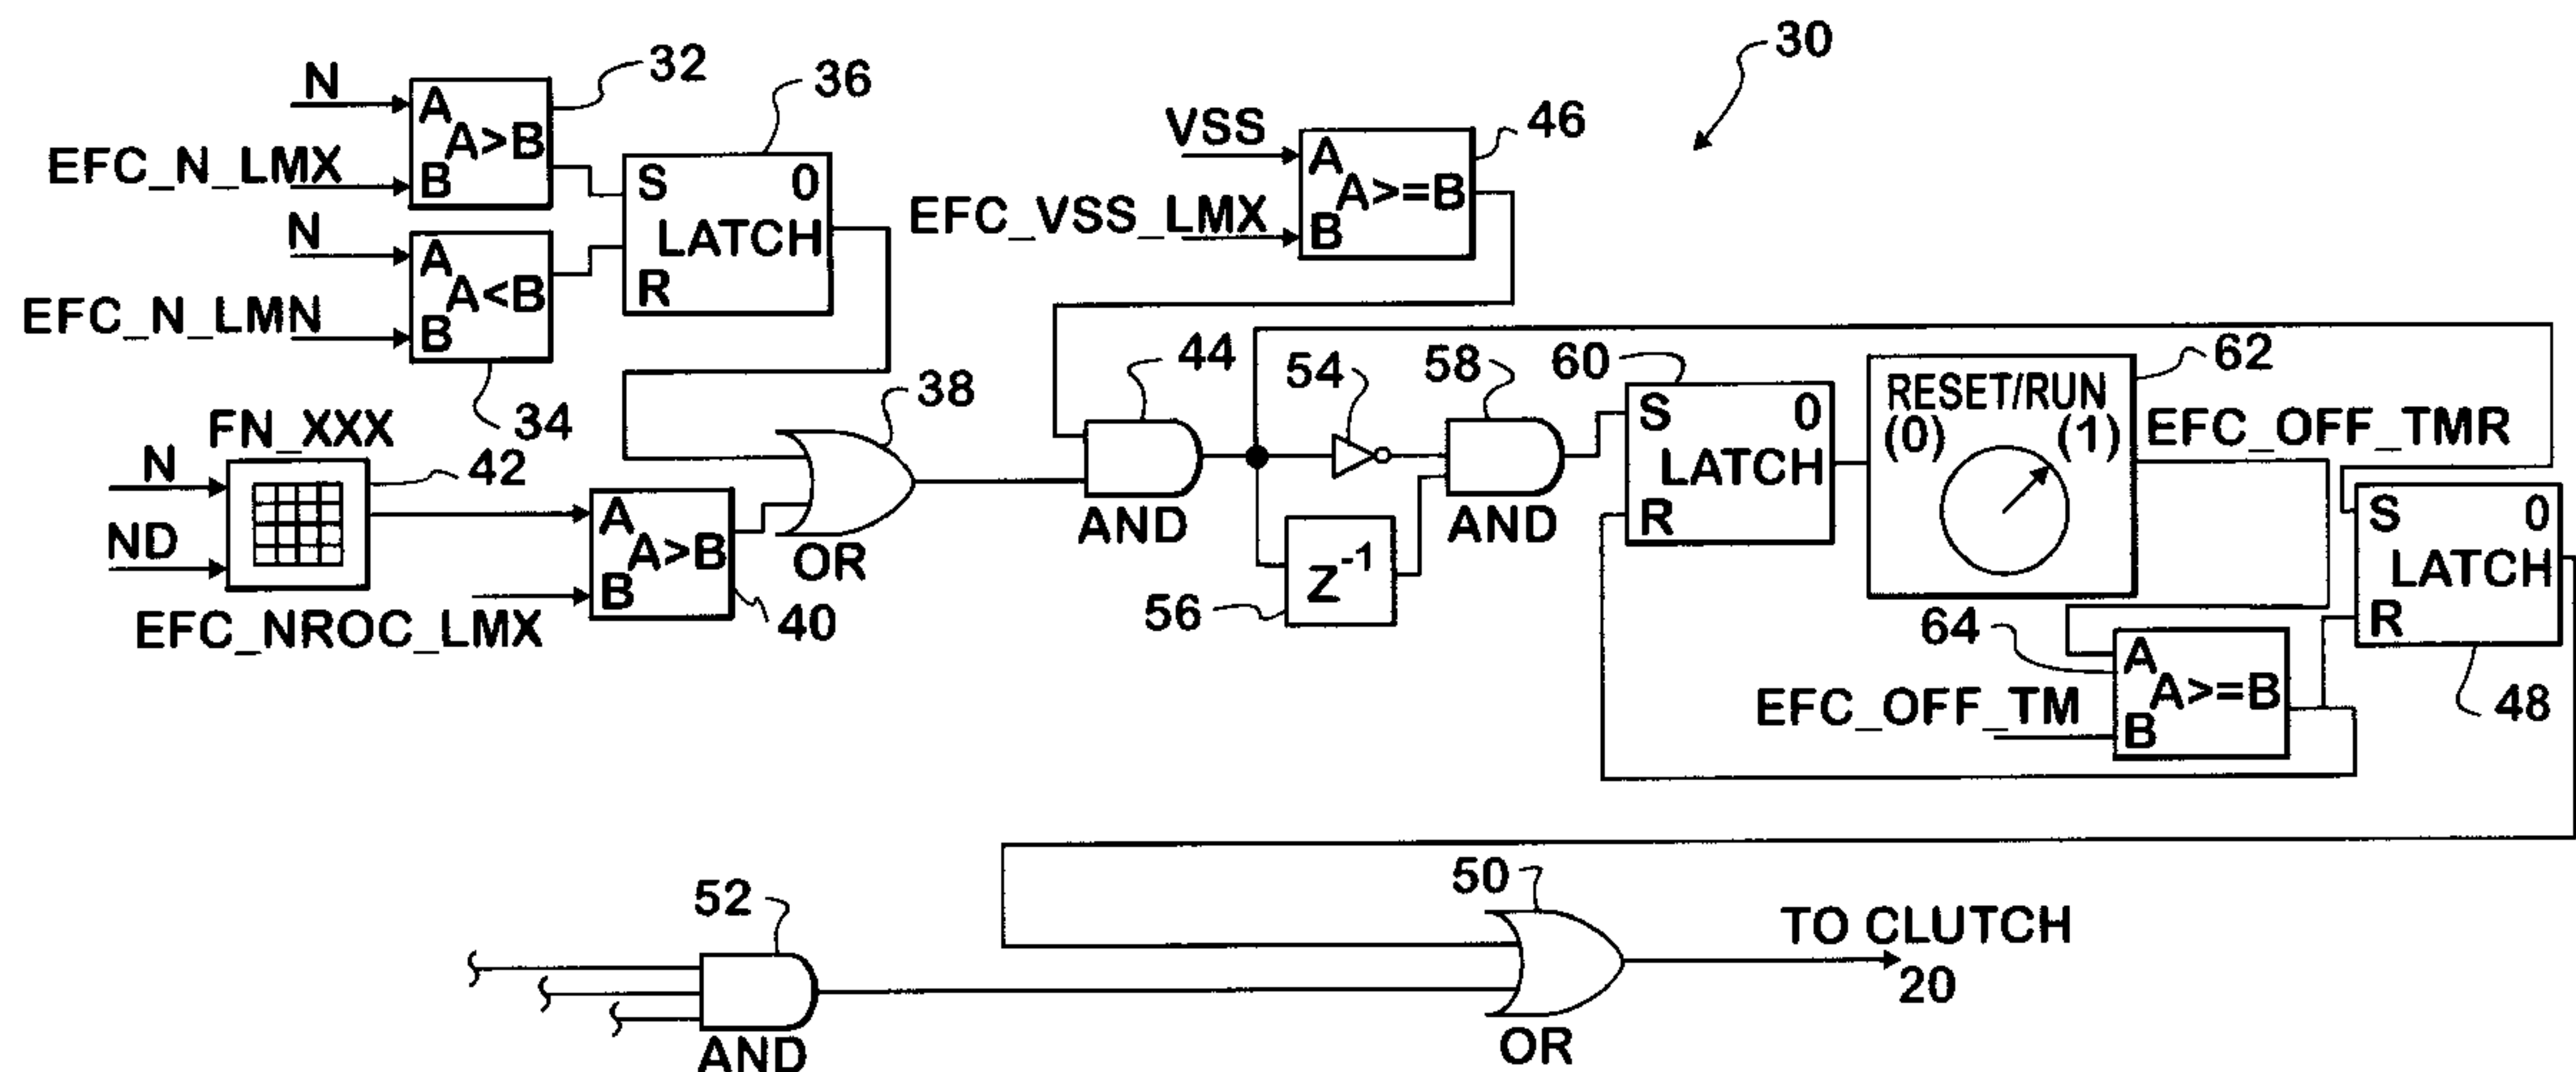 30
N
A
A>B
EFC_N_LMX
B
32
N
A
A<B
EFC_N_LMN
B
34
36
S 0
LATCH
R
VSS
A
A>=B
EFC_VSS_LMX
B
46
FN_XXX
42
N
ND
38
OR
A
A>B
B
EFC_NROC_LMX
40
44
AND
54
58
AND
Z-1
56
60
S 0
LATCH
R
62
RESET/RUN
(0) (1)
EFC_OFF_TMR
S 0
LATCH
R
48
64
A
A>=B
EFC_OFF_TM
B
52
AND
50
OR
TO CLUTCH
20